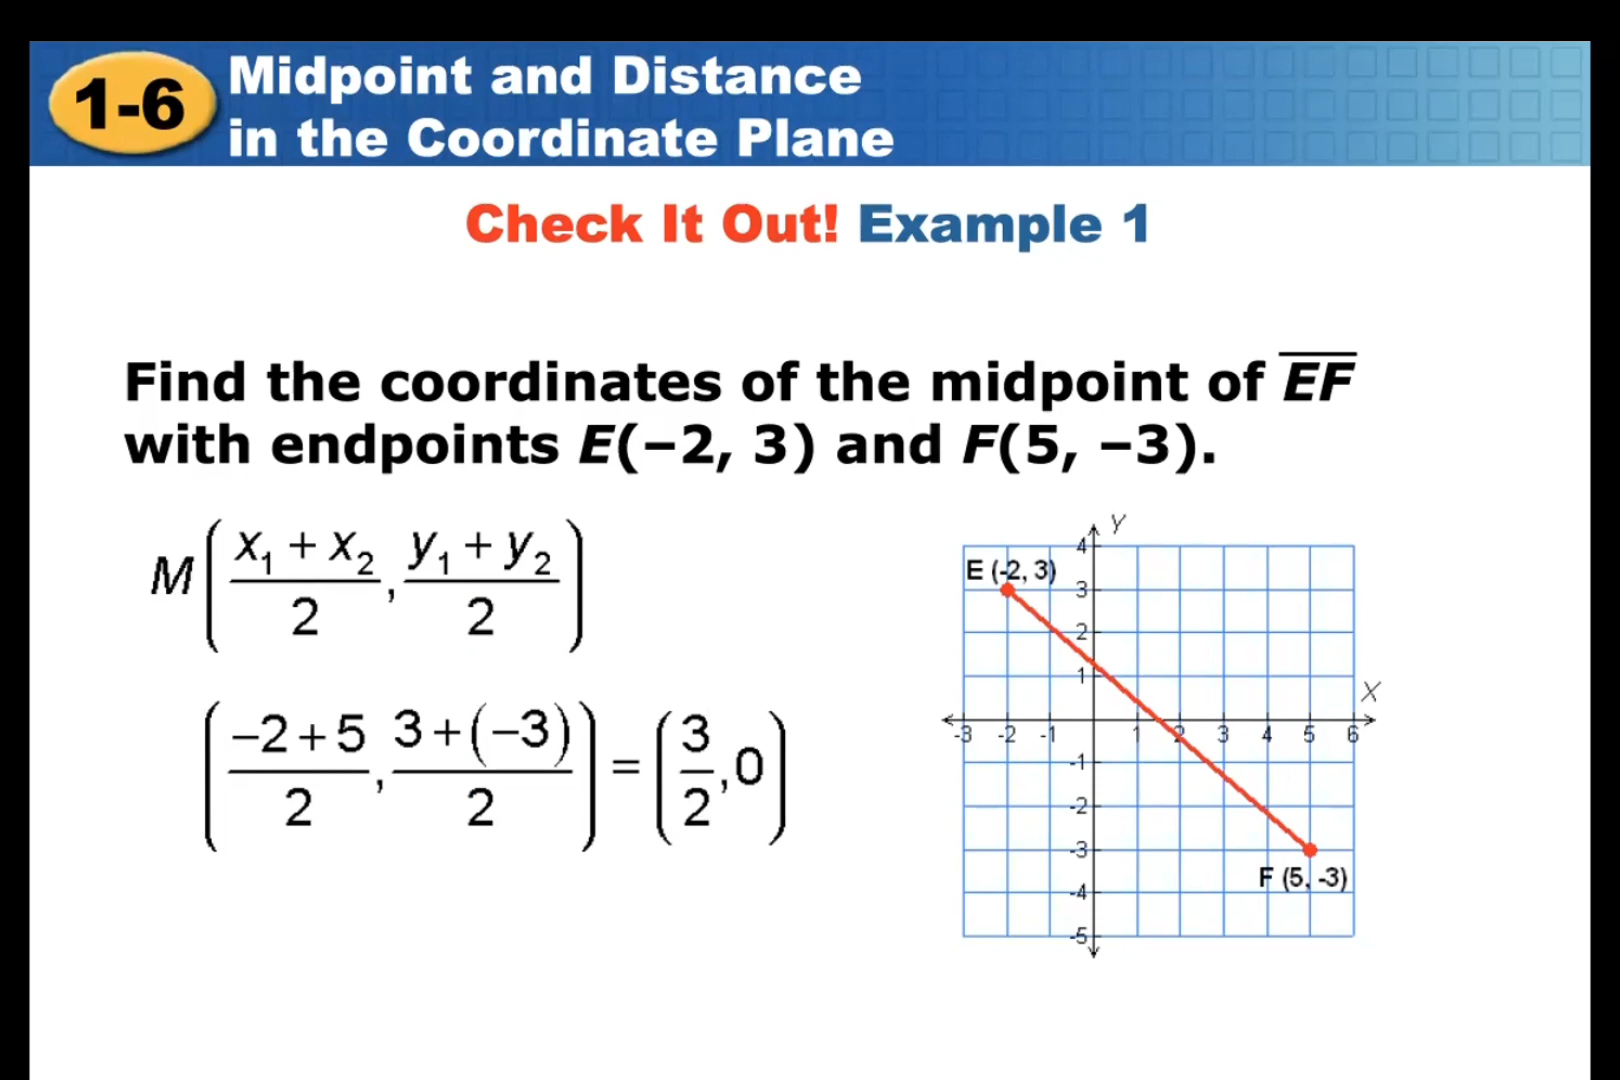 1-6
Midpoint and Distance
in the Coordinate Plane
Check It Out! Example 1
Find the coordinates of the midpoint of EF
with endpoints E(–2, 3) and F(5, –3).
M((x₁ + x₂)/2, (y₁ + y₂)/2)
((−2+5)/2, (3+(−3))/2) = (3/2, 0)
Y
4
E (-2, 3)
3
2
1
X
-3 -2 -1 1 2 3 4 5 6
-1
-2
-3
F (5, -3)
-4
-5